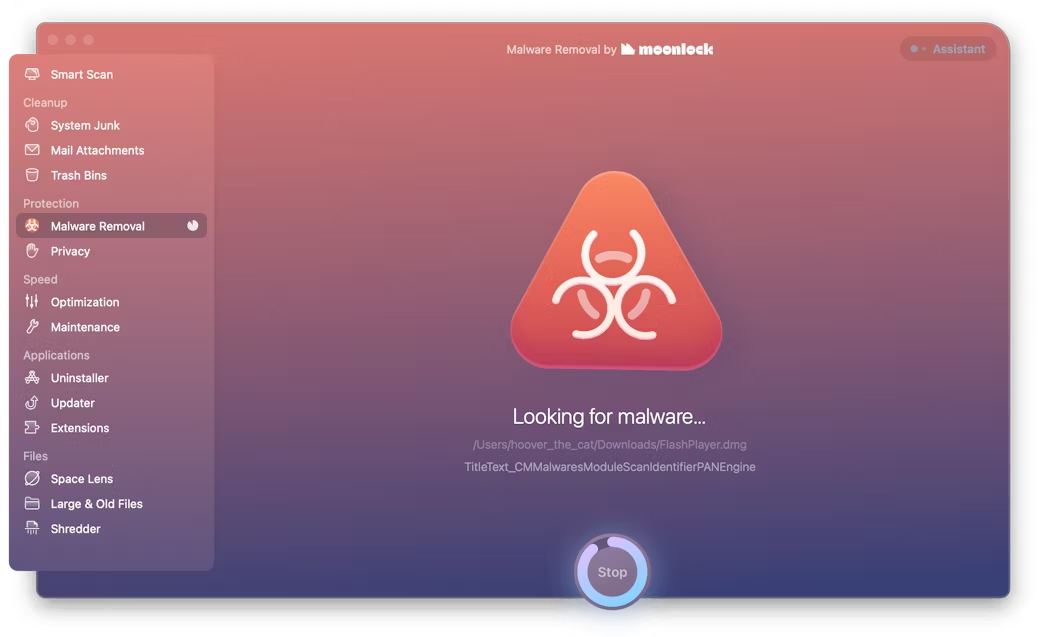 Malware Removal by moonlock
Assistant
Smart Scan
Cleanup
System Junk
Mail Attachments
Trash Bins
Protection
Malware Removal
Privacy
Speed
Optimization
Maintenance
Applications
Uninstaller
Updater
Extensions
Files
Space Lens
Large & Old Files
Shredder
Looking for malware...
/Users/hoover_the_cat/Downloads/FlashPlayer.dmg
TitleText_CMMalwaresModuleScanIdentifierPANEngine
Stop